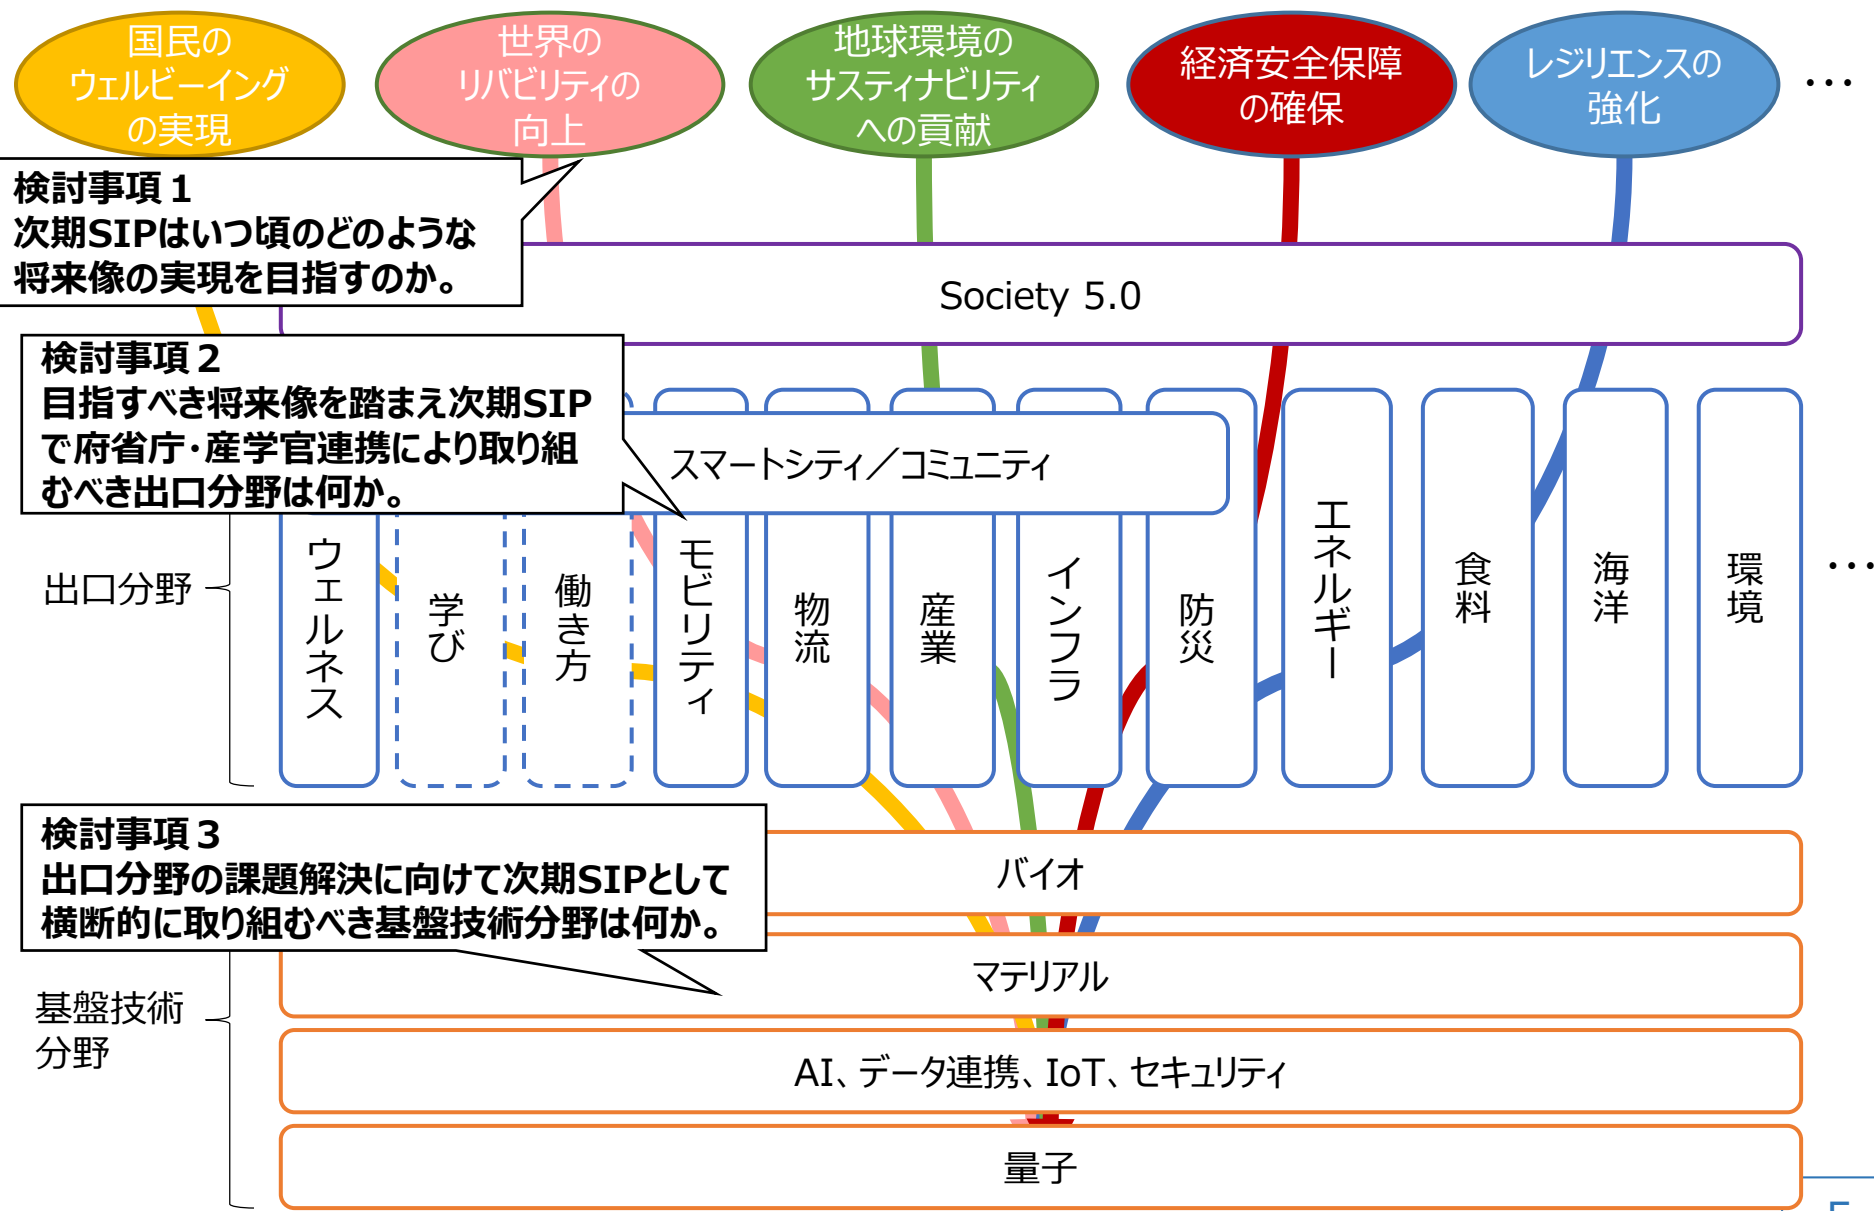 国民の
ウェルビーイング
の実現
世界の
リバビリティの
向上
地球環境の
サスティナビリティ
への貢献
経済安全保障
の確保
レジリエンスの
強化
…
検討事項１
次期SIPはいつ頃のどのような
将来像の実現を目指すのか。
Society 5.0
検討事項２
目指すべき将来像を踏まえ次期SIP
で府省庁・産学官連携により取り組
むべき出口分野は何か。
スマートシティ／コミュニティ
出口分野
ウェルネス
学び
働き方
モビリティ
物流
産業
インフラ
防災
エネルギー
食料
海洋
環境
…
検討事項３
出口分野の課題解決に向けて次期SIPとして
横断的に取り組むべき基盤技術分野は何か。
バイオ
マテリアル
基盤技術
分野
AI、データ連携、IoT、セキュリティ
量子